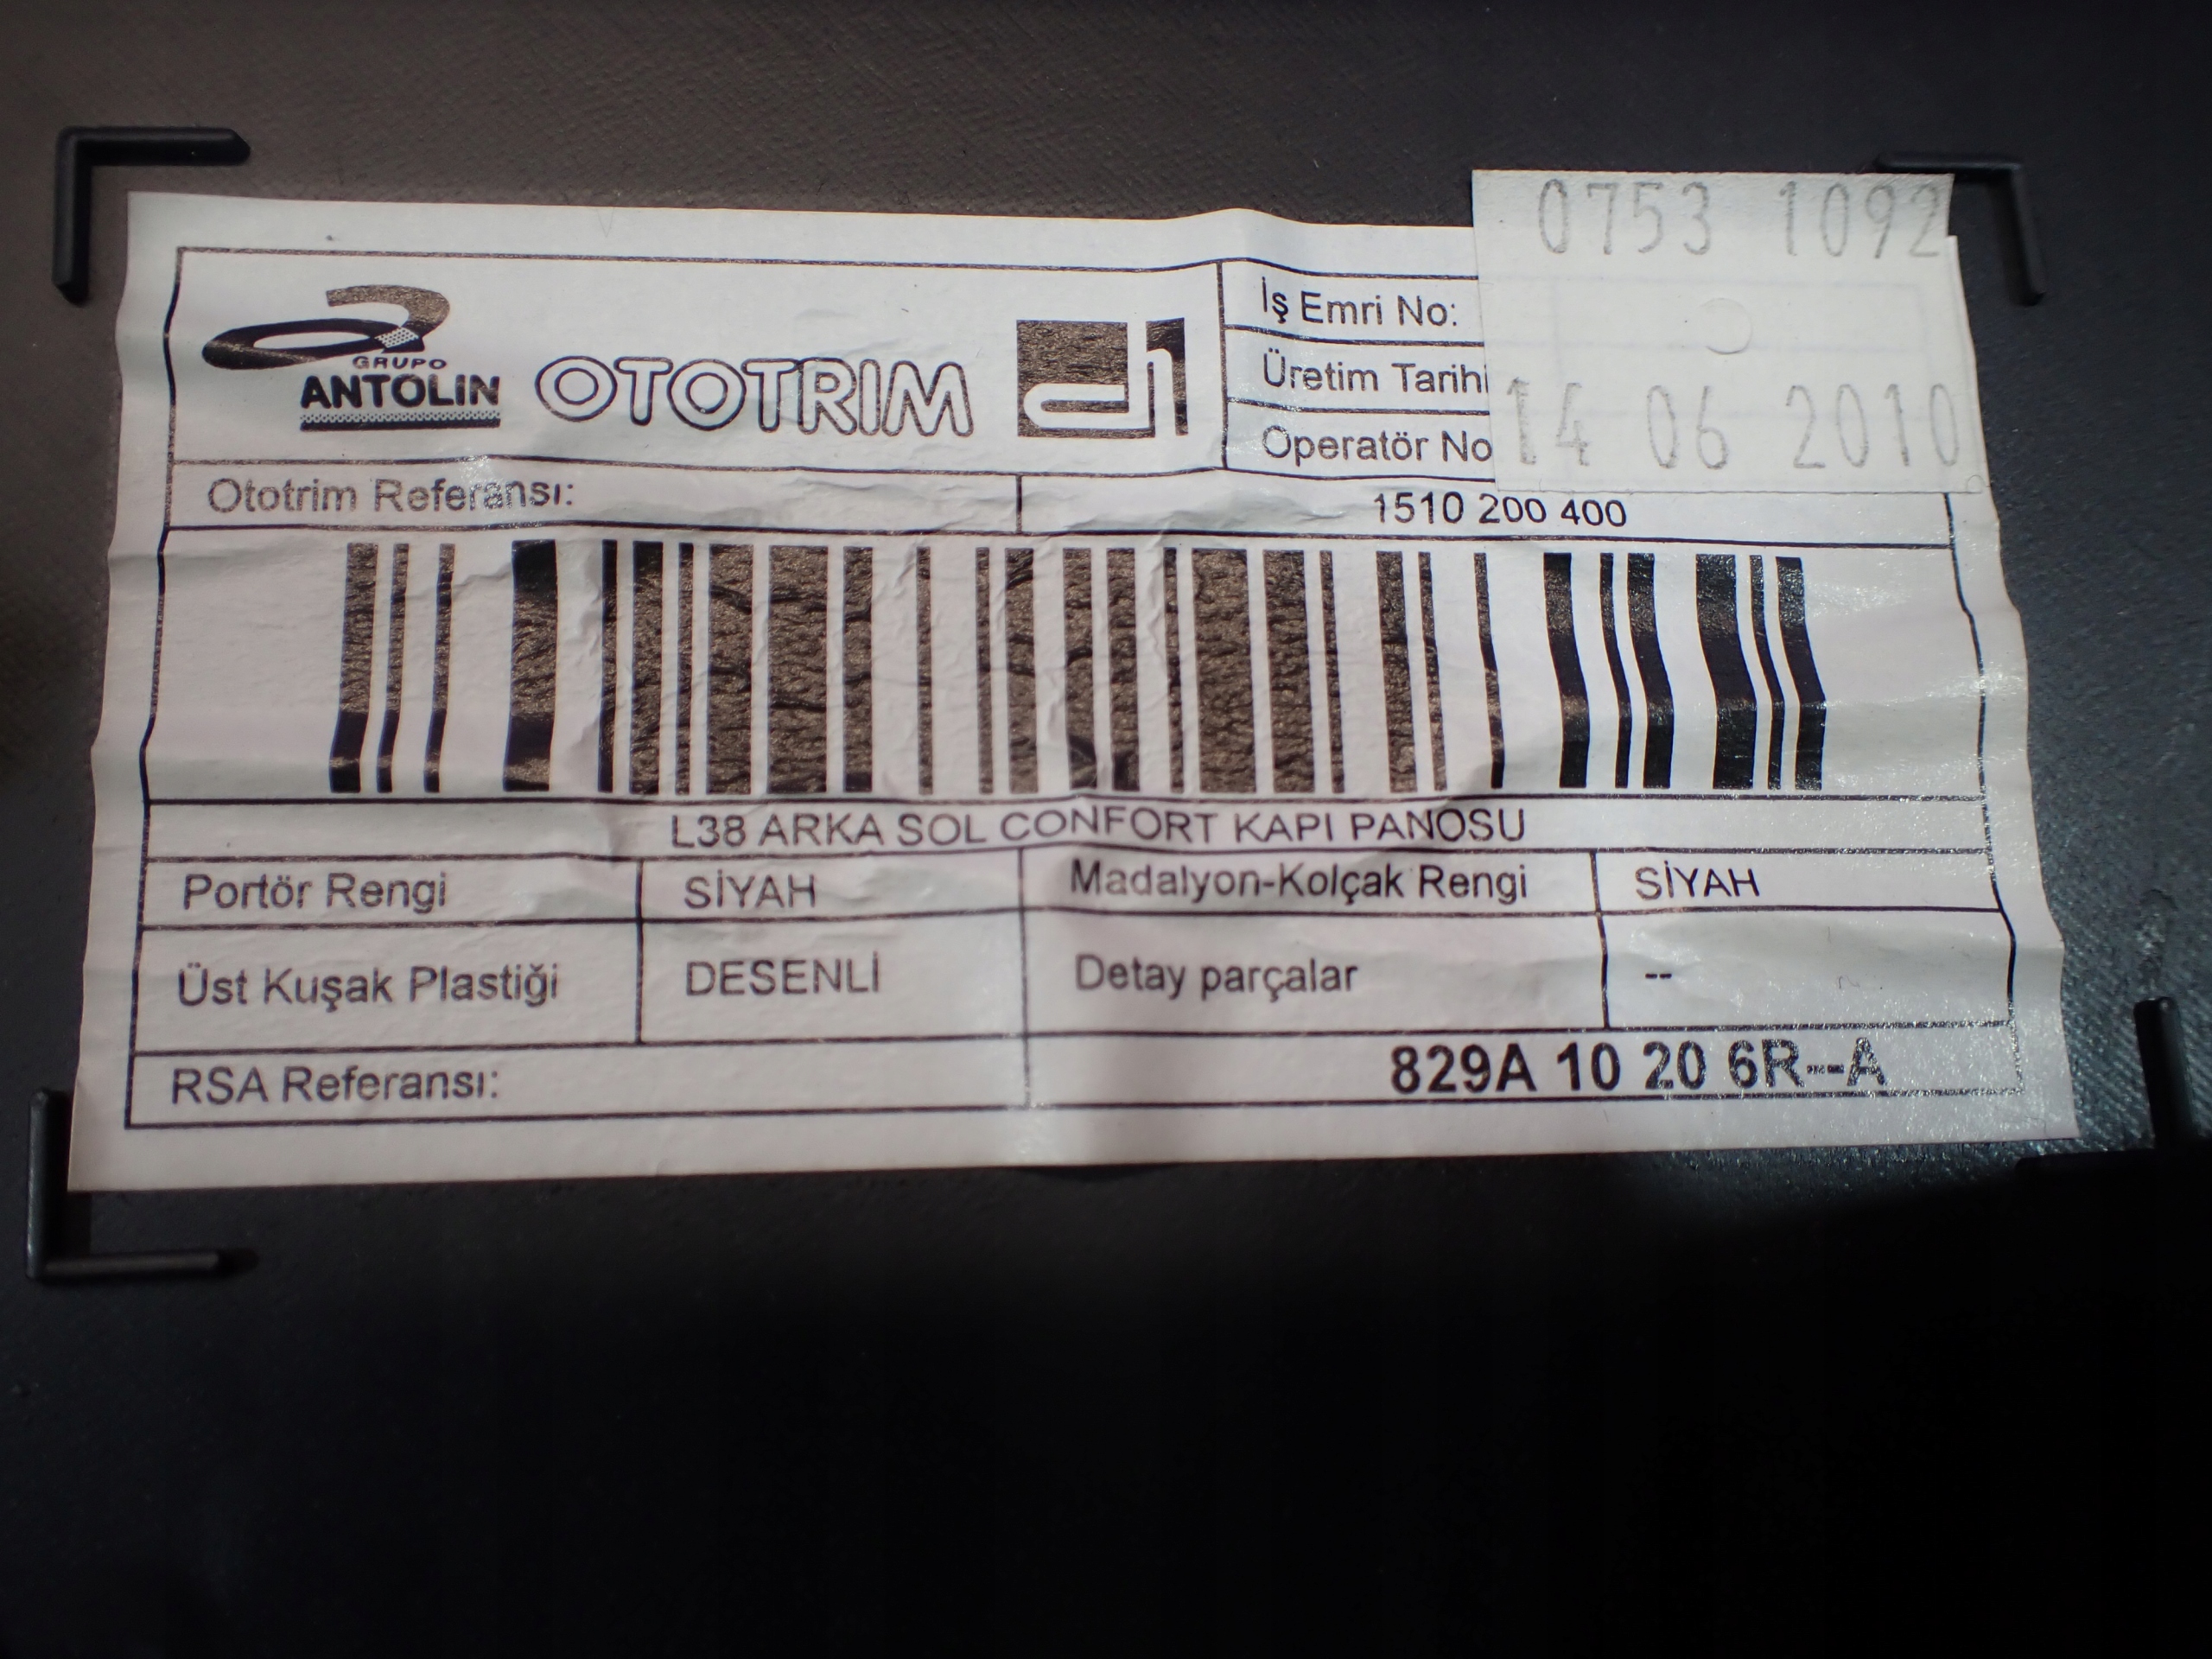 0753 1092
GRUPO
ANTOLIN
OTOTRIM
İş Emri No:
Üretim Tarihi
Operatör No
14 06 2010
Ototrim Referansı:
1510 200 400
L38 ARKA SOL CONFORT KAPI PANOSU
Portör Rengi
SİYAH
Madalyon-Kolçak Rengi
SİYAH
Üst Kuşak Plastiği
DESENLİ
Detay parçalar
--
RSA Referansı:
829A 10 20 6R--A